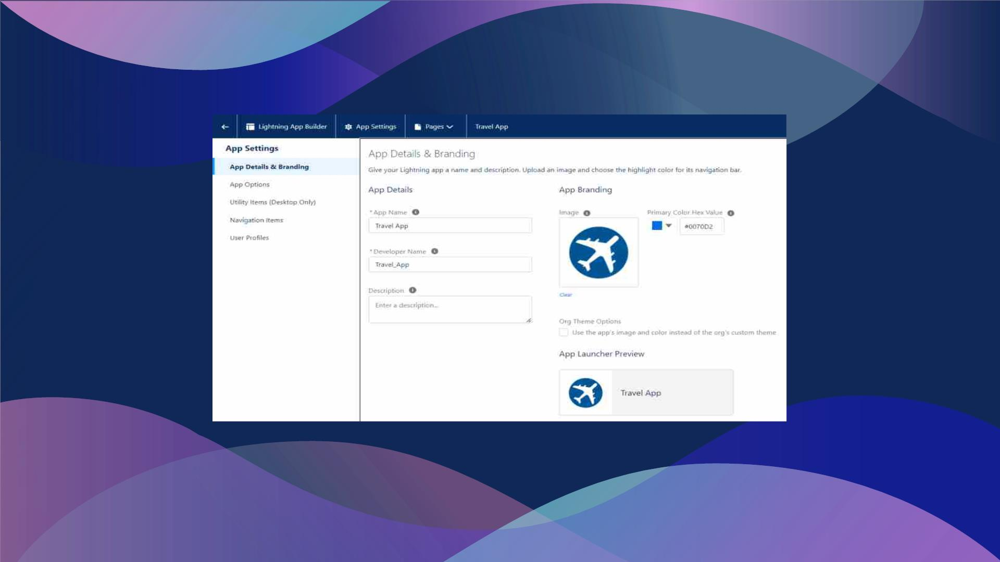 Lightning App Builder App Settings Pages Travel App
App Settings
App Details & Branding
App Options
Utility Items (Desktop Only)
Navigation Items
User Profiles
App Details & Branding
Give your Lightning app a name and description. Upload an image and choose the highlight color for its navigation bar.
App Details
*App Name
Travel App
*Developer Name
Travel_App
Description
Enter a description...
App Branding
Image
Primary Color Hex Value
#0070D2
Clear
Org Theme Options
Use the app's image and color instead of the org's custom theme
App Launcher Preview
Travel App